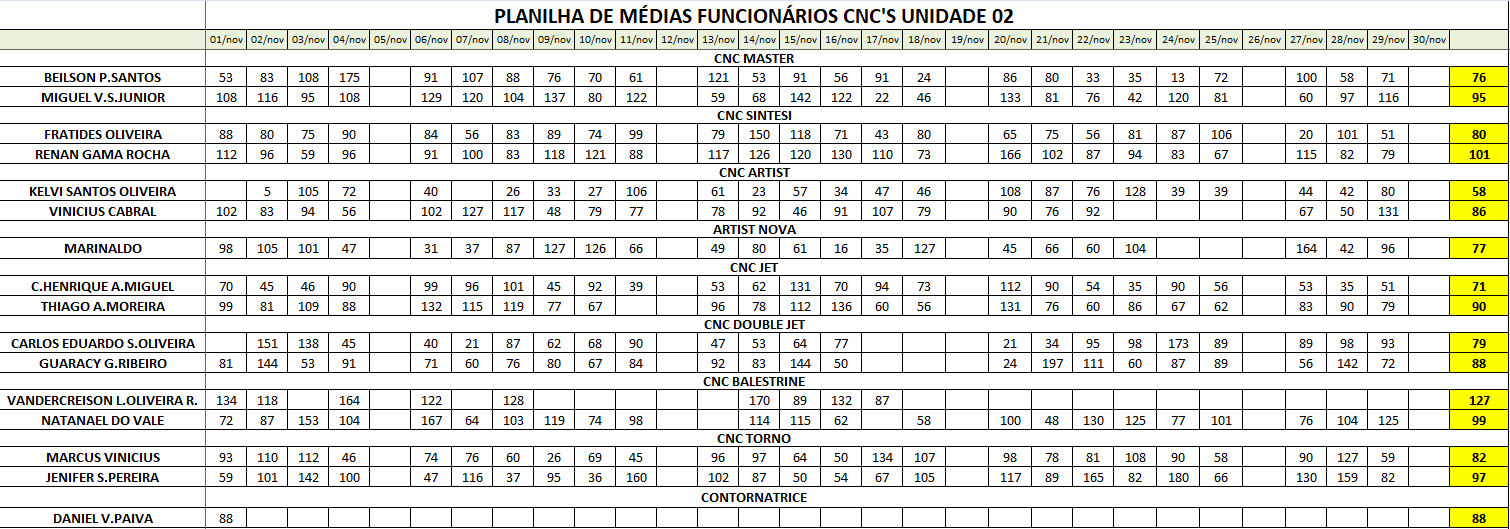 PLANILHA DE MÉDIAS FUNCIONÁRIOS CNC'S UNIDADE 02
01/nov 02/nov 03/nov 04/nov 05/nov 06/nov 07/nov 08/nov 09/nov 10/nov 11/nov 12/nov 13/nov 14/nov 15/nov 16/nov 17/nov 18/nov 19/nov 20/nov 21/nov 22/nov 23/nov 24/nov 25/nov 26/nov 27/nov 28/nov 29/nov 30/nov
CNC MASTER
BEILSON P.SANTOS 53 83 108 175 91 107 88 76 70 61 121 53 91 56 91 24 86 80 33 35 13 72 100 58 71 76
MIGUEL V.S.JUNIOR 108 116 95 108 129 120 104 137 80 122 59 68 142 122 22 46 133 81 76 42 120 81 60 97 116 95
CNC SINTESI
FRATIDES OLIVEIRA 88 80 75 90 84 56 83 89 74 99 79 150 118 71 43 80 65 75 56 81 87 106 20 101 51 80
RENAN GAMA ROCHA 112 96 59 96 91 100 83 118 121 88 117 126 120 130 110 73 166 102 87 94 83 67 115 82 79 101
CNC ARTIST
KELVI SANTOS OLIVEIRA 5 105 72 40 26 33 27 106 61 23 57 34 47 46 108 87 76 128 39 39 44 42 80 58
VINICIUS CABRAL 102 83 94 56 102 127 117 48 79 77 78 92 46 91 107 79 90 76 92 67 50 131 86
ARTIST NOVA
MARINALDO 98 105 101 47 31 37 87 127 126 66 49 80 61 16 35 127 45 66 60 104 164 42 96 77
CNC JET
C.HENRIQUE A.MIGUEL 70 45 46 90 99 96 101 45 92 39 53 62 131 70 94 73 112 90 54 35 90 56 53 35 51 71
THIAGO A.MOREIRA 99 81 109 88 132 115 119 77 67 96 78 112 136 60 56 131 76 60 86 67 62 83 90 79 90
CNC DOUBLE JET
CARLOS EDUARDO S.OLIVEIRA 151 138 45 40 21 87 62 68 90 47 53 64 77 21 34 95 98 173 89 89 98 93 79
GUARACY G.RIBEIRO 81 144 53 91 71 60 76 80 67 84 92 83 144 50 24 197 111 60 87 89 56 142 72 88
CNC BALESTRINE
VANDERCREISON L.OLIVEIRA R. 134 118 164 122 128 170 89 132 87 127
NATANAEL DO VALE 72 87 153 104 167 64 103 119 74 98 114 115 62 58 100 48 130 125 77 101 76 104 125 99
CNC TORNO
MARCUS VINICIUS 93 110 112 46 74 76 60 26 69 45 96 97 64 50 134 107 98 78 81 108 90 58 90 127 59 82
JENIFER S.PEREIRA 59 101 142 100 47 116 37 95 36 160 102 87 50 54 67 105 117 89 165 82 180 66 130 159 82 97
CONTORNATRICE
DANIEL V.PAIVA 88 88